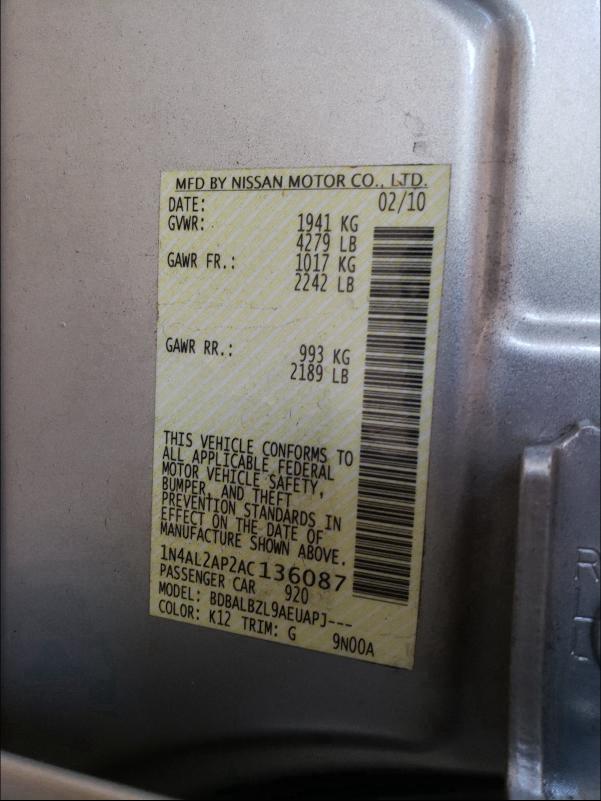 MFD BY NISSAN MOTOR CO., LTD.
DATE: 02/10
GVWR: 1941 KG
4279 LB
GAWR FR.: 1017 KG
2242 LB
GAWR RR.: 993 KG
2189 LB
THIS VEHICLE CONFORMS TO
ALL APPLICABLE FEDERAL
MOTOR VEHICLE SAFETY,
BUMPER, AND THEFT
PREVENTION STANDARDS IN
EFFECT ON THE DATE OF
MANUFACTURE SHOWN ABOVE.
1N4AL2AP2AC136087
PASSENGER CAR 920
MODEL: BDBALBZL9AEUAPJ---
COLOR: K12 TRIM: G 9N00A